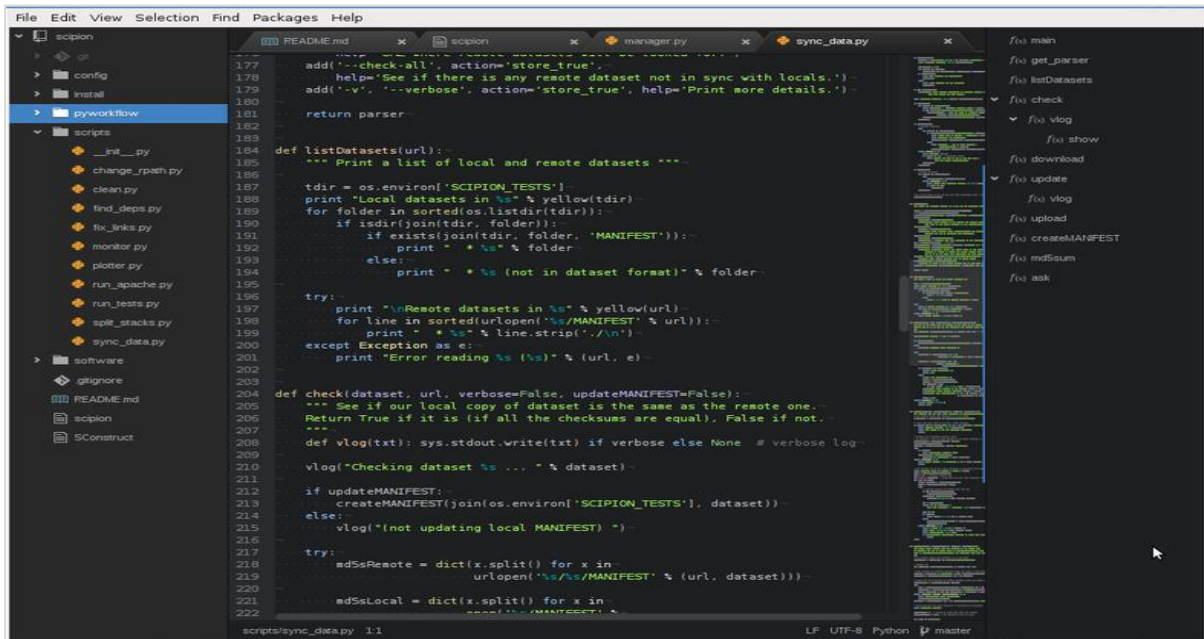 File Edit View Selection Find Packages Help
scipion
config
install
pyworkflow
scripts
__init__.py
change_rpath.py
clean.py
find_deps.py
fix_links.py
monitor.py
plotter.py
run_apache.py
run_tests.py
split_stacks.py
sync_data.py
software
.gitignore
README.md
scipion
SConstruct
README.md scipion manager.py sync_data.py
177 add('--check-all', action='store_true',
178 help='See if there is any remote dataset not in sync with locals.')
179 add('-v', '--verbose', action='store_true', help='Print more details.')
180
181 return parser
182
183
184 def listDatasets(url):
185 """ Print a list of local and remote datasets """
186
187 tdir = os.environ['SCIPION_TESTS']
188 print "Local datasets in %s" % yellow(tdir)
189 for folder in sorted(os.listdir(tdir)):
190 if isdir(join(tdir, folder)):
191 if exists(join(tdir, folder, 'MANIFEST')):
192 print "  * %s" % folder
193 else:
194 print "  * %s (not in dataset format)" % folder
195
196 try:
197 print "\nRemote datasets in %s" % yellow(url)
198 for line in sorted(urlopen('%s/MANIFEST' % url)):
199 print "  * %s" % line.strip('./\n')
200 except Exception as e:
201 print "Error reading %s (%s)" % (url, e)
202
203
204 def check(dataset, url, verbose=False, updateMANIFEST=False):
205 """ See if our local copy of dataset is the same as the remote one.
206 Return True if it is (if all the checksums are equal), False if not.
207 """
208 def vlog(txt): sys.stdout.write(txt) if verbose else None  # verbose log
209
210 vlog("Checking dataset %s ... " % dataset)
211
212 if updateMANIFEST:
213 createMANIFEST(join(os.environ['SCIPION_TESTS'], dataset))
214 else:
215 vlog("(not updating local MANIFEST) ")
216
217 try:
218 md5sRemote = dict(x.split() for x in
219 urlopen('%s/%s/MANIFEST' % (url, dataset)))
220
221 md5sLocal = dict(x.split() for x in
222
scripts/sync_data.py 1:1 LF UTF-8 Python master
f(x) main
f(x) get_parser
f(x) listDatasets
f(x) check
f(x) vlog
f(x) show
f(x) download
f(x) update
f(x) vlog
f(x) upload
f(x) createMANIFEST
f(x) md5sum
f(x) ask